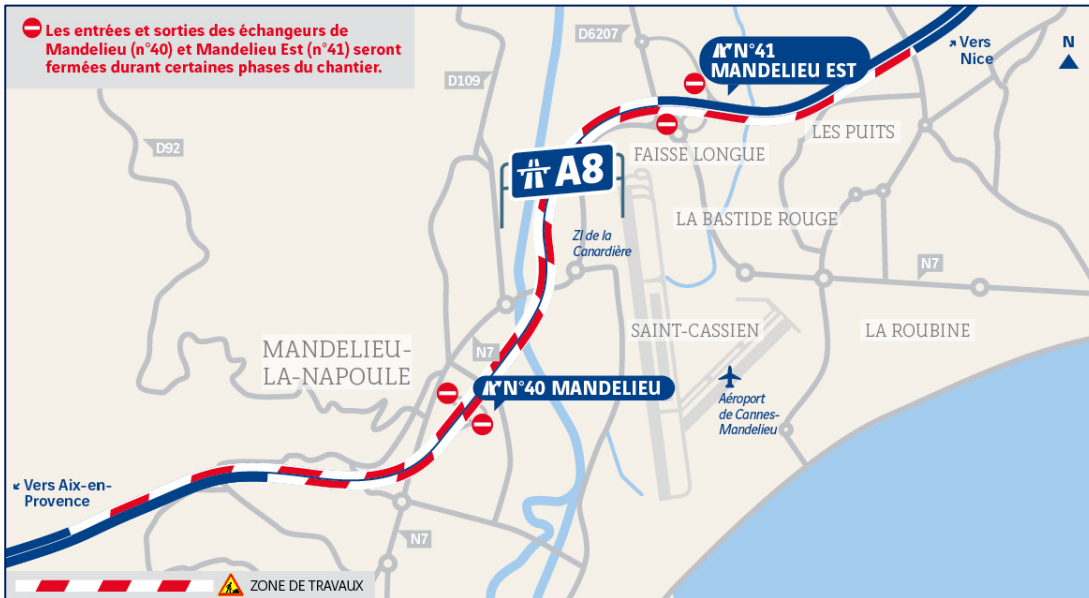 Les entrées et sorties des échangeurs de
Mandelieu (n°40) et Mandelieu Est (n°41) seront
fermées durant certaines phases du chantier.
D6207
N°41
MANDELIEU EST
Vers
Nice
N
D109
D92
LES PUITS
FAISSE LONGUE
A8
LA BASTIDE ROUGE
ZI de la
Canardière
N7
SAINT-CASSIEN
LA ROUBINE
MANDELIEU-
LA-NAPOULE
N7
N°40 MANDELIEU
Aéroport
de Cannes-
Mandelieu
Vers Aix-en-
Provence
N7
ZONE DE TRAVAUX